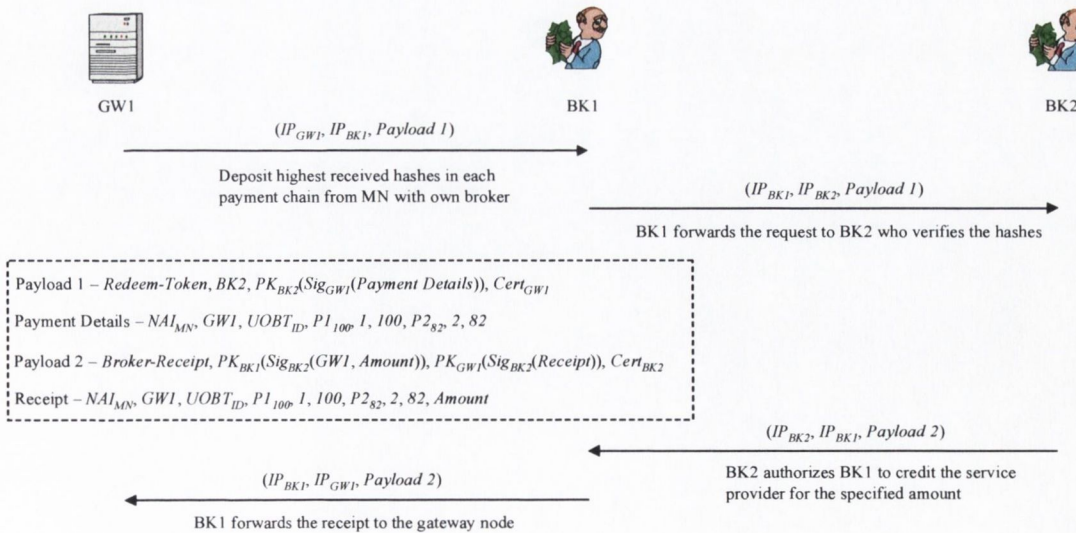 GW1
BK1
BK2
(IP_GW1, IP_BK1, Payload 1)
Deposit highest received hashes in each
payment chain from MN with own broker
(IP_BK1, IP_BK2, Payload 1)
BK1 forwards the request to BK2 who verifies the hashes
Payload 1 – Redeem-Token, BK2, PK_BK2(Sig_GW1(Payment Details)), Cert_GW1
Payment Details – NAI_MN, GW1, UOBT_ID, P1_100, 1, 100, P2_82, 2, 82
Payload 2 – Broker-Receipt, PK_BK1(Sig_BK2(GW1, Amount)), PK_GW1(Sig_BK2(Receipt)), Cert_BK2
Receipt – NAI_MN, GW1, UOBT_ID, P1_100, 1, 100, P2_82, 2, 82, Amount
(IP_BK2, IP_BK1, Payload 2)
BK2 authorizes BK1 to credit the service
provider for the specified amount
(IP_BK1, IP_GW1, Payload 2)
BK1 forwards the receipt to the gateway node